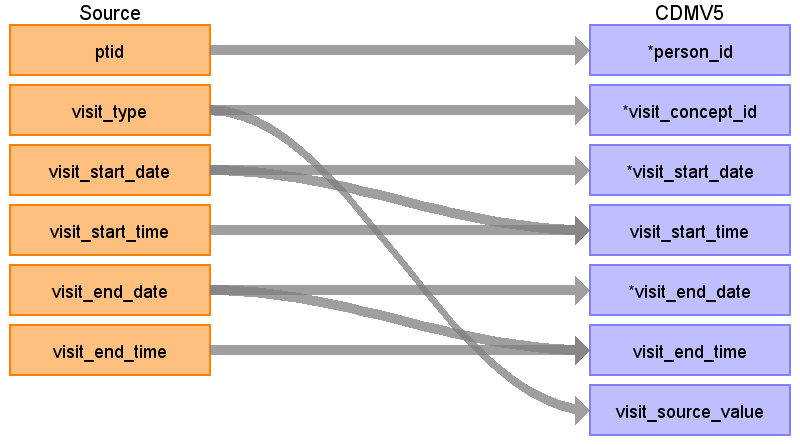 Source CDMV5
ptid *person_id
visit_type *visit_concept_id
visit_start_date *visit_start_date
visit_start_time visit_start_time
visit_end_date *visit_end_date
visit_end_time visit_end_time
visit_source_value